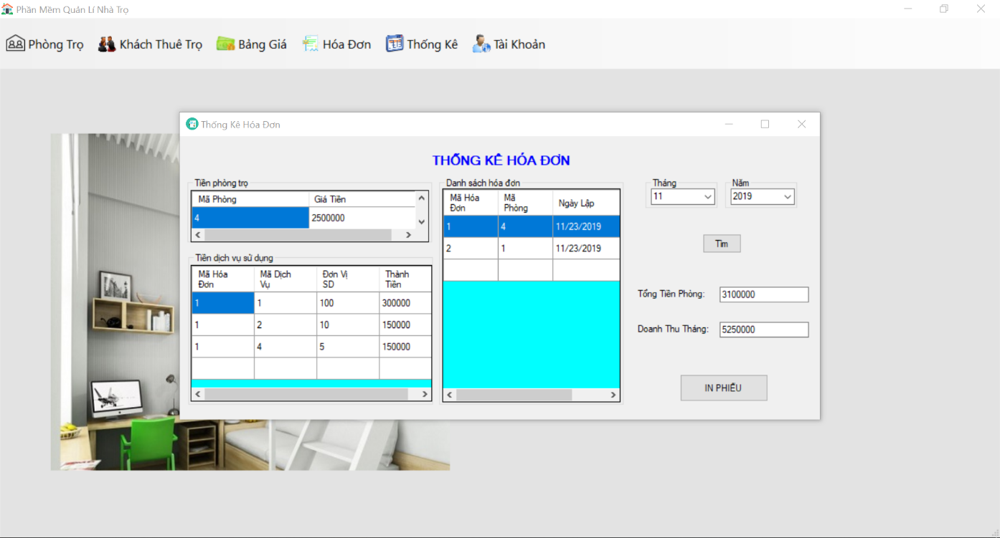 Phần Mềm Quản Lí Nhà Trọ
Phòng Trọ Khách Thuê Trọ Bảng Giá Hóa Đơn Thống Kê Tài Khoản
Thống Kê Hóa Đơn
THỐNG KÊ HÓA ĐƠN
Tiền phòng trọ
Mã Phòng Giá Tiền
4 2500000
Tiền dịch vụ sử dụng
Mã Hóa Đơn Mã Dịch Vụ Đơn Vị SD Thành Tiền
1 1 100 300000
1 2 10 150000
1 4 5 150000
Danh sách hóa đơn
Mã Hóa Đơn Mã Phòng Ngày Lập
1 4 11/23/2019
2 1 11/23/2019
Tháng Năm
11 2019
Tìm
Tổng Tiền Phòng: 3100000
Doanh Thu Tháng: 5250000
IN PHIẾU